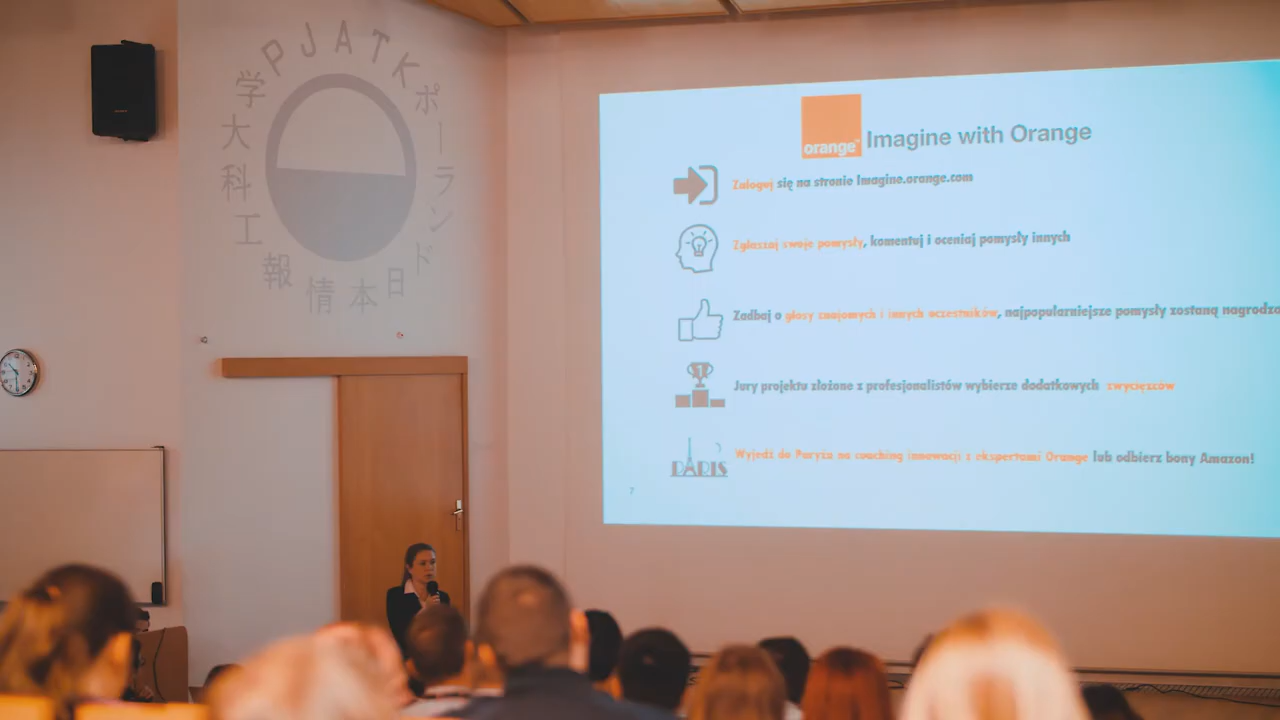 PJATK
ポーランド
日本情報工科大学
orange™
Imagine with Orange
Zaloguj się na stronie Imagine.orange.com
Zgłaszaj swoje pomysły, komentuj i oceniaj pomysły innych
Zadbaj o głosy znajomych i innych uczestników, najpopularniejsze pomysły zostaną nagrodzo
1
Jury projektu złożone z profesjonalistów wybierze dodatkowych zwycięzców
PARIS
Wyjedź do Paryża na coaching innowacji z ekspertami Orange lub odbierz bony Amazon!
7